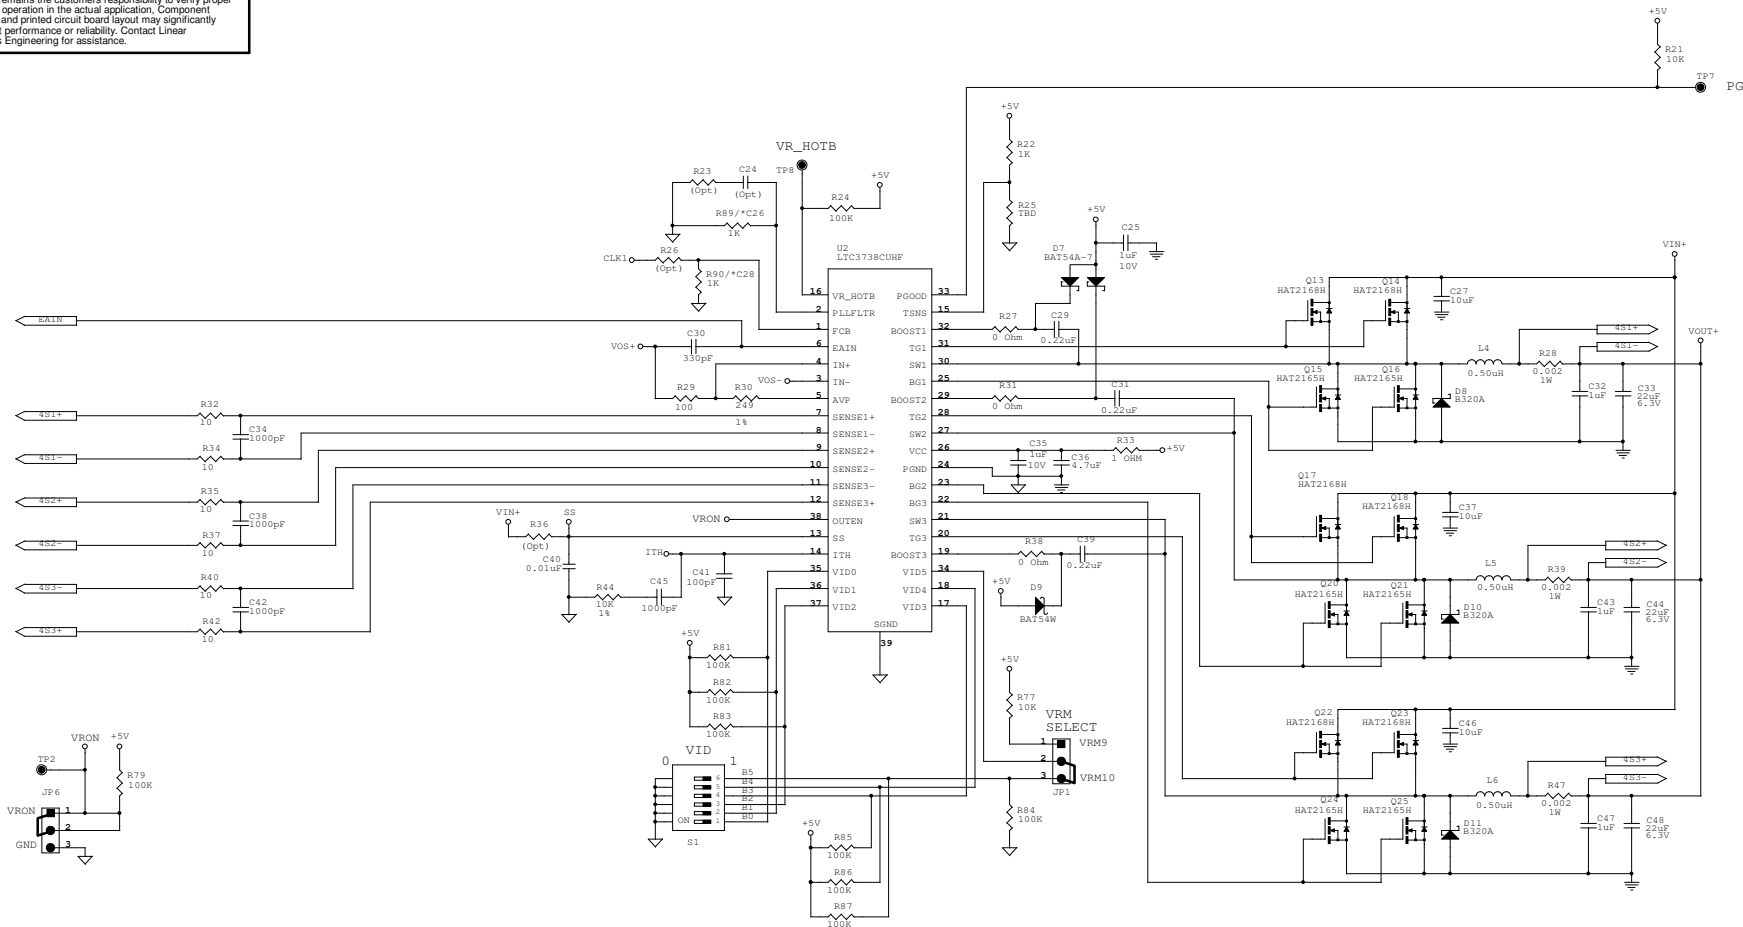 remains the customers responsibility to verify proper
operation in the actual application, Component
and printed circuit board layout may significantly
performance or reliability. Contact Linear
Engineering for assistance.
+5V
R21
10K
TP7
PG
+5V
R22
1K
R25
TBD
VR_HOTB
TP8
R23
(Opt)
C24
(Opt)
+5V
R24
100K
R89/*C26
1K
CLK1
R26
(Opt)
R90/*C28
1K
+5V
C25
1uF
10V
D7
BAT54A-7
U2
LTC3738CUHF
16 VR_HOTB
2 PLLFLTR
1 FCB
6 EAIN
4 IN+
3 IN-
5 AVP
7 SENSE1+
8 SENSE1-
9 SENSE2+
10 SENSE2-
11 SENSE3-
12 SENSE3+
38 OUTEN
13 SS
14 ITH
35 VID0
36 VID1
37 VID2
PGOOD 33
TSNS 15
BOOST1 32
TG1 31
SW1 30
BG1 25
BOOST2 29
TG2 28
SW2 27
VCC 26
PGND 24
BG2 23
BG3 22
SW3 21
TG3 20
BOOST3 19
VID5 34
VID4 18
VID3 17
SGND
39
EAIN
VOS+
C30
330pF
VOS-
R29
100
R30
249
1%
4S1+
R32
10
C34
1000pF
4S1-
R34
10
4S2+
R35
10
C38
1000pF
4S2-
R37
10
4S3-
R40
10
C42
1000pF
4S3+
R42
10
VIN+
R36
(Opt)
SS
VRON
C40
0.01uF
ITH
R44
10K
1%
C45
1000pF
C41
100pF
R27
0 Ohm
C29
0.22uF
R31
0 Ohm
C31
0.22uF
C35
1uF
10V
C36
4.7uF
R33
1 OHM
+5V
R38
0 Ohm
C39
0.22uF
+5V
D9
BAT54W
VIN+
Q13
HAT2168H
Q14
HAT2168H
C27
10uF
4S1+
4S1-
VOUT+
L4
0.50uH
R28
0.002
1W
Q15
HAT2165H
Q16
HAT2165H
D8
B320A
C32
1uF
C33
22uF
6.3V
Q17
HAT2168H
Q18
HAT2168H
C37
10uF
4S2+
4S2-
L5
0.50uH
R39
0.002
1W
Q20
HAT2165H
Q21
HAT2165H
D10
B320A
C43
1uF
C44
22uF
6.3V
Q22
HAT2168H
Q23
HAT2168H
C46
10uF
4S3+
4S3-
L6
0.50uH
R47
0.002
1W
Q24
HAT2165H
Q25
HAT2165H
D11
B320A
C47
1uF
C48
22uF
6.3V
+5V
R81
100K
R82
100K
R83
100K
VID
0 1
B5
B4
B3
B2
B1
B0
6
5
4
3
2
1
ON
S1
+5V
R85
100K
R86
100K
R87
100K
+5V
R77
10K
VRM
SELECT
1 VRM9
2
3 VRM10
JP1
R84
100K
VRON +5V
TP2
R79
100K
JP6
VRON 1
2
GND 3